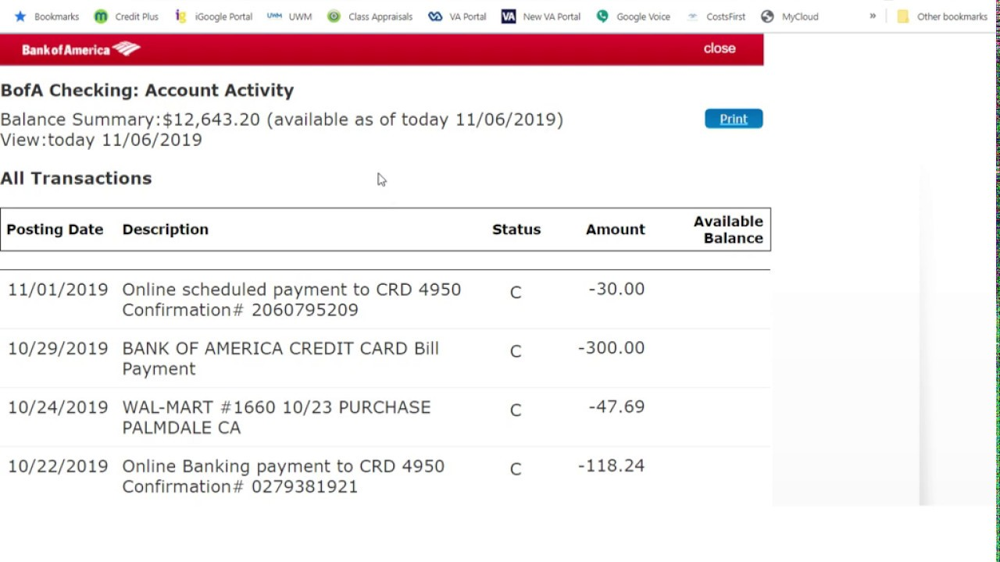 Bookmarks Credit Plus iGoogle Portal UWM UWM Class Appraisals VA Portal VA New VA Portal Google Voice CostsFirst MyCloud » Other bookmarks
Bank of America close
BofA Checking: Account Activity
Balance Summary:$12,643.20 (available as of today 11/06/2019) Print
View:today 11/06/2019
All Transactions
Posting Date Description Status Amount Available Balance
11/01/2019 Online scheduled payment to CRD 4950 C -30.00
Confirmation# 2060795209
10/29/2019 BANK OF AMERICA CREDIT CARD Bill C -300.00
Payment
10/24/2019 WAL-MART #1660 10/23 PURCHASE C -47.69
PALMDALE CA
10/22/2019 Online Banking payment to CRD 4950 C -118.24
Confirmation# 0279381921